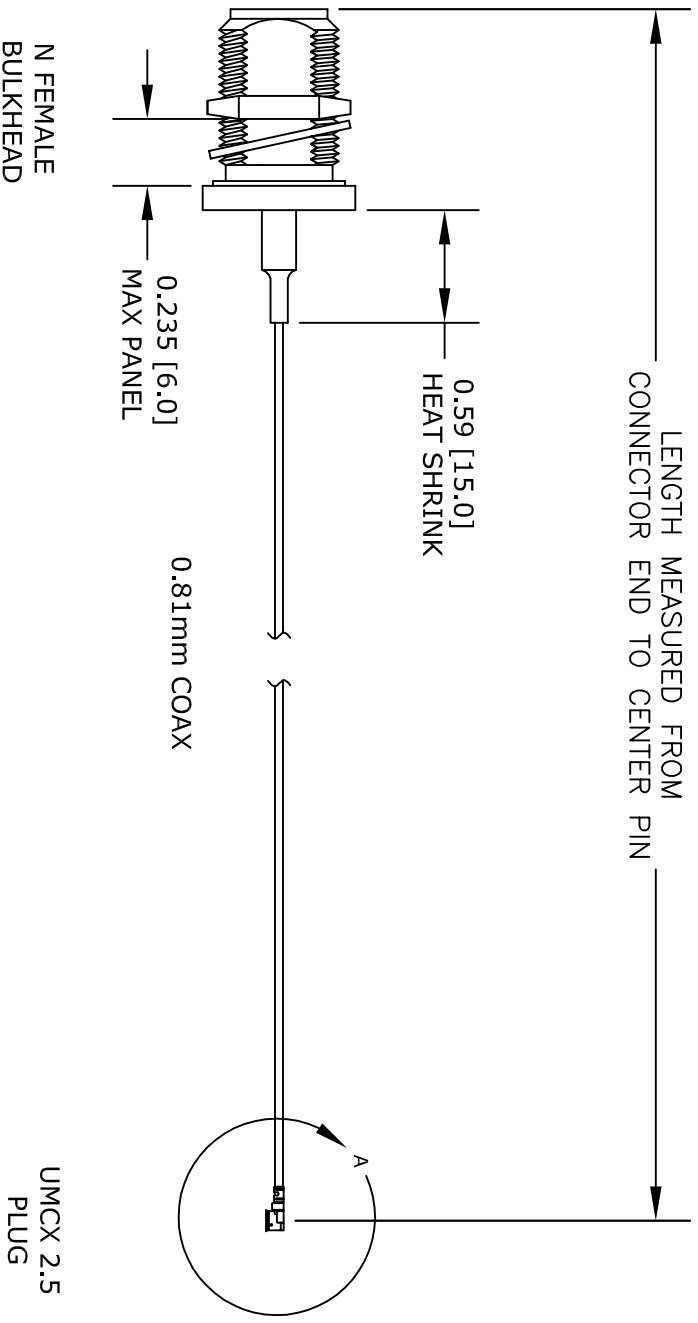 LENGTH MEASURED FROM
CONNECTOR END TO CENTER PIN
0.59 [15.0]
HEAT SHRINK
0.235 [6.0]
MAX PANEL
0.81mm COAX
A
N FEMALE
BULKHEAD
UMCX 2.5
PLUG